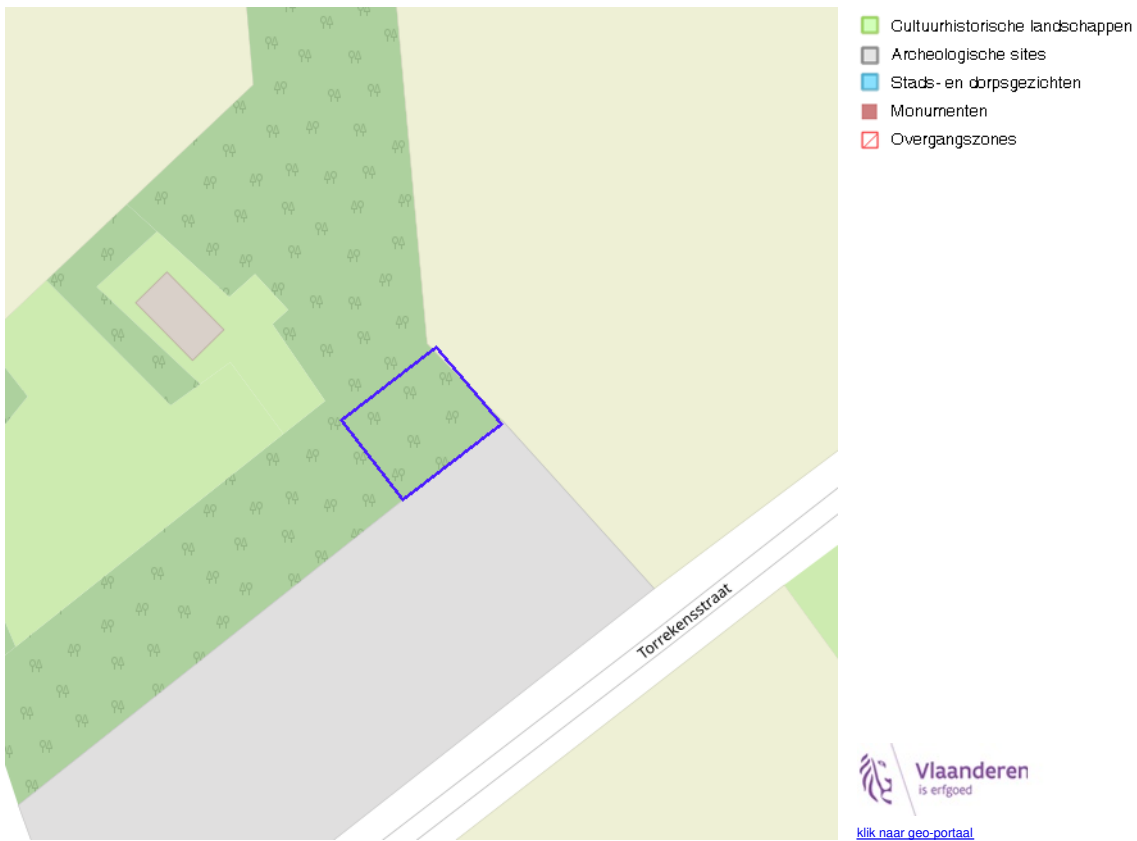 Cultuurhistorische landschappen
Archeologische sites
Stads- en dorpsgezichten
Monumenten
Overgangszones
Torrekensstraat
Vlaanderen
is erfgoed
klik naar geo-portaal